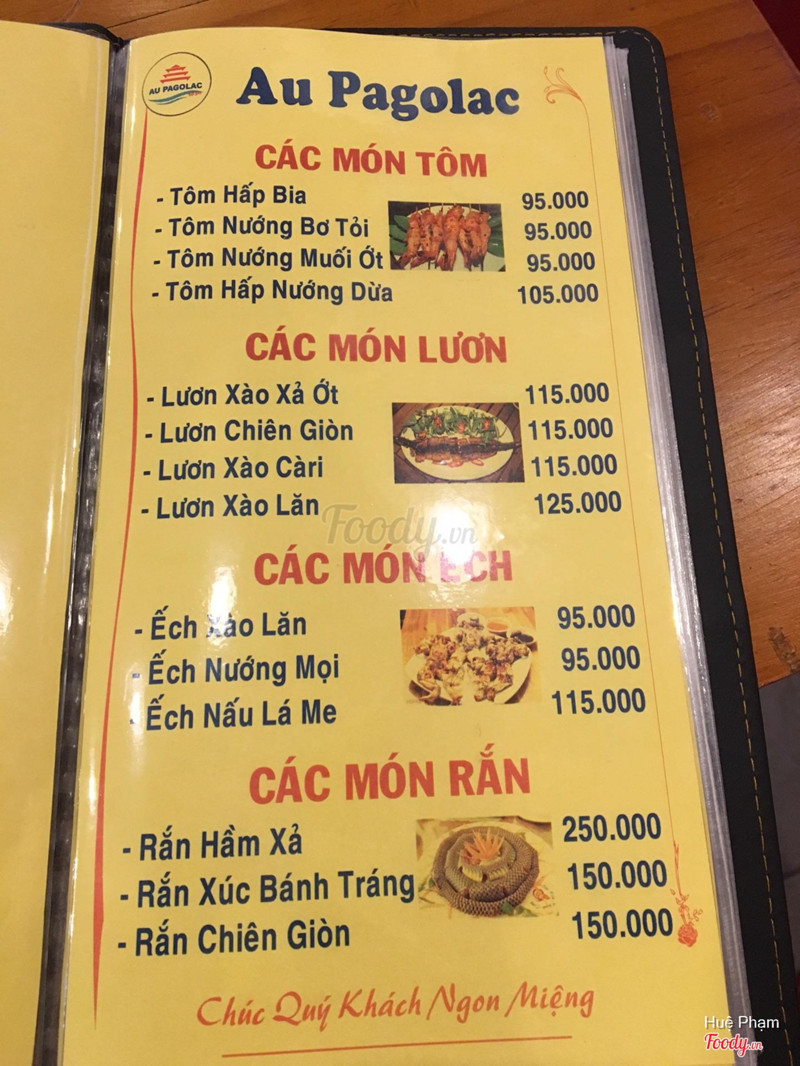 AU PAGOLAC
Au Pagolac
CÁC MÓN TÔM
- Tôm Hấp Bia 95.000
- Tôm Nướng Bơ Tỏi 95.000
- Tôm Nướng Muối Ớt 95.000
- Tôm Hấp Nướng Dừa 105.000
CÁC MÓN LƯƠN
- Lươn Xào Xả Ớt 115.000
- Lươn Chiên Giòn 115.000
- Lươn Xào Càri 115.000
- Lươn Xào Lăn 125.000
Foody.vn
CÁC MÓN ẾCH
- Ếch Xào Lăn 95.000
- Ếch Nướng Mọi 95.000
- Ếch Nấu Lá Me 115.000
CÁC MÓN RẮN
- Rắn Hầm Xả 250.000
- Rắn Xúc Bánh Tráng 150.000
- Rắn Chiên Giòn 150.000
Chúc Quý Khách Ngon Miệng
Huê Phạm
Foody.vn